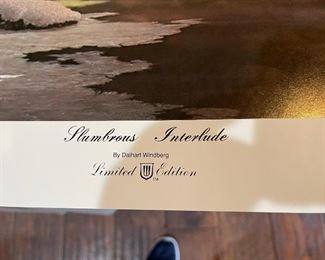 Slumbrous Interlude
By Dalhart Windberg
Limited Edition